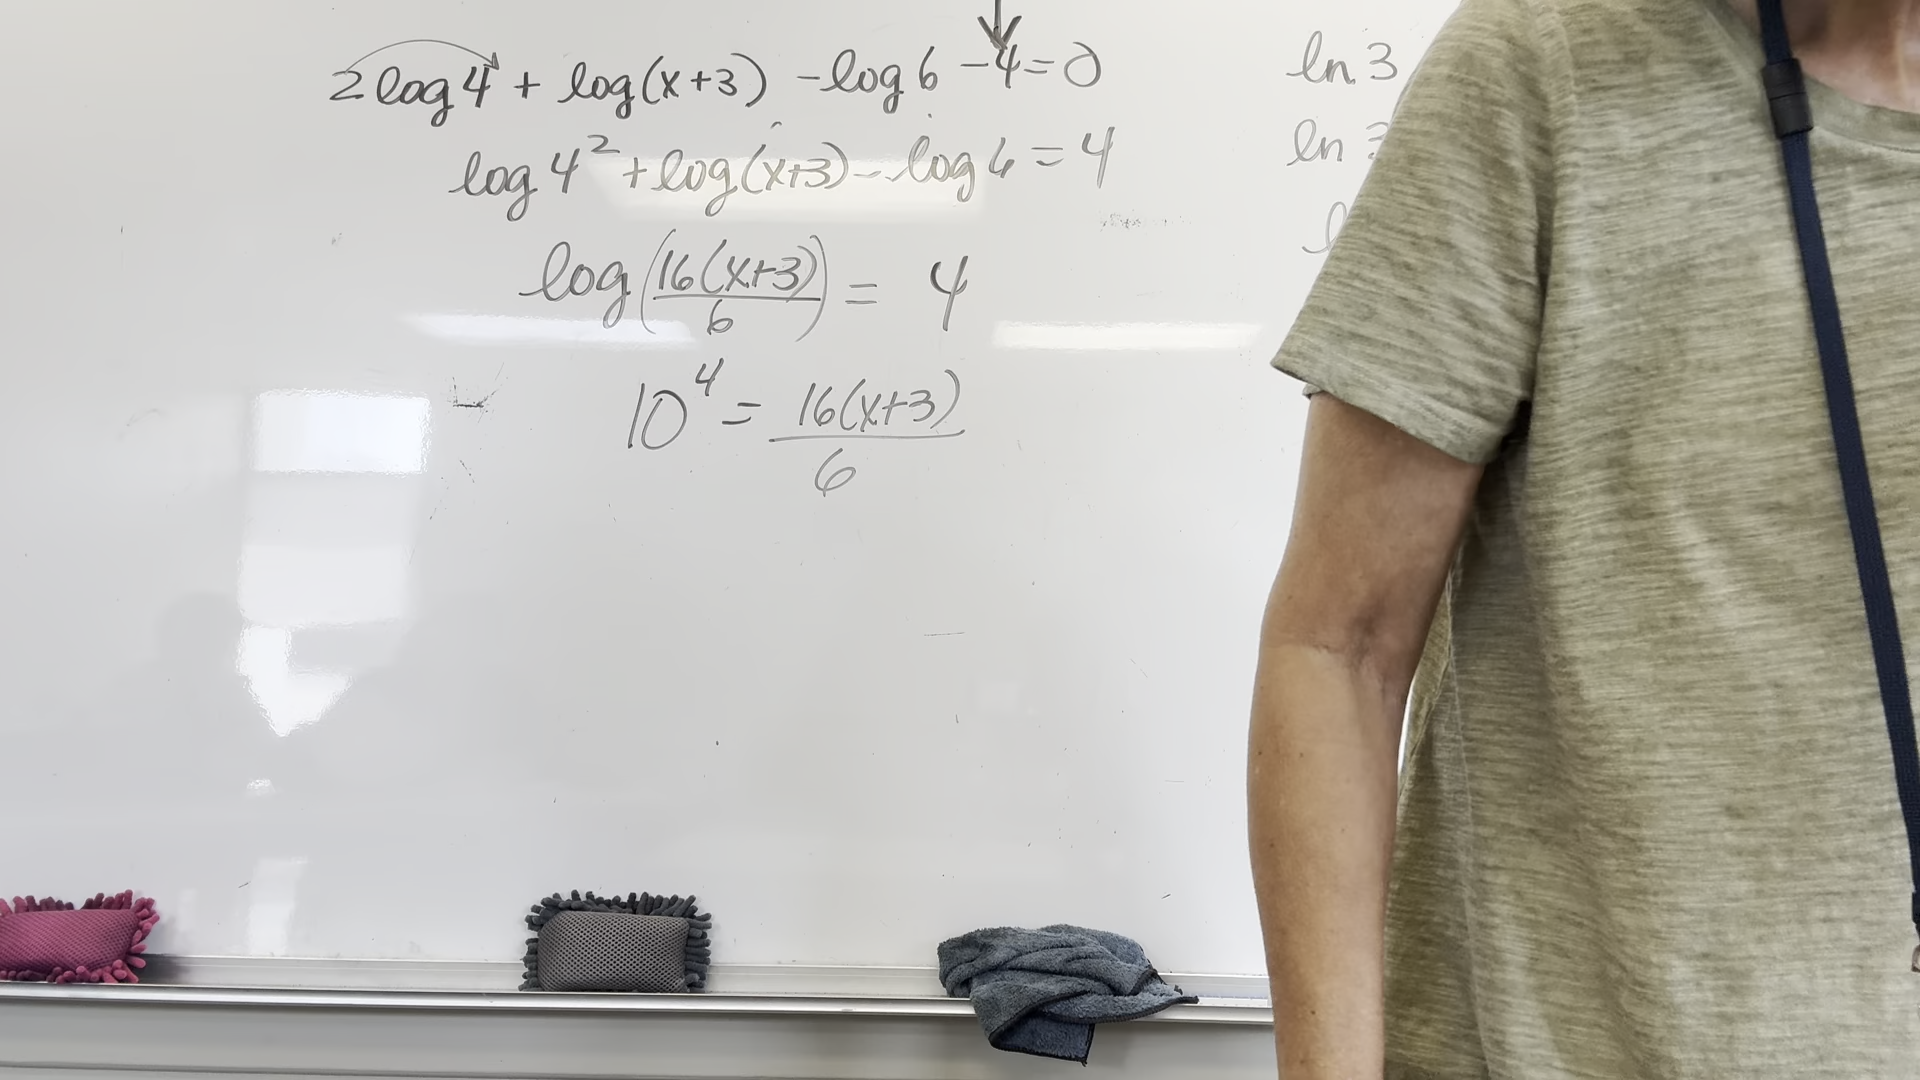 2 log 4 + log(x+3) - log 6 - 4 = 0
log 4² + log(x+3) - log 6 = 4
log(16(x+3)/6) = 4
10⁴ = 16(x+3)/6
ln 3
ln